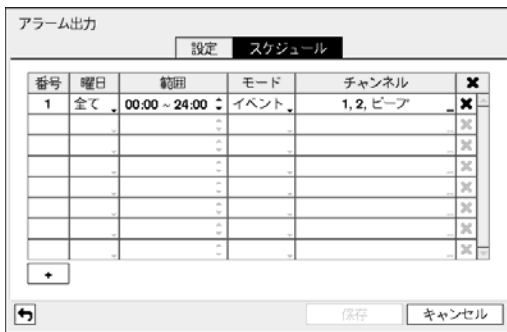 アラーム出力
設定 スケジュール
番号 曜日 範囲 モード チャンネル ✖
1 全て 00:00 ~ 24:00 イベント 1, 2, ビープ ✖
+
保存 キャンセル